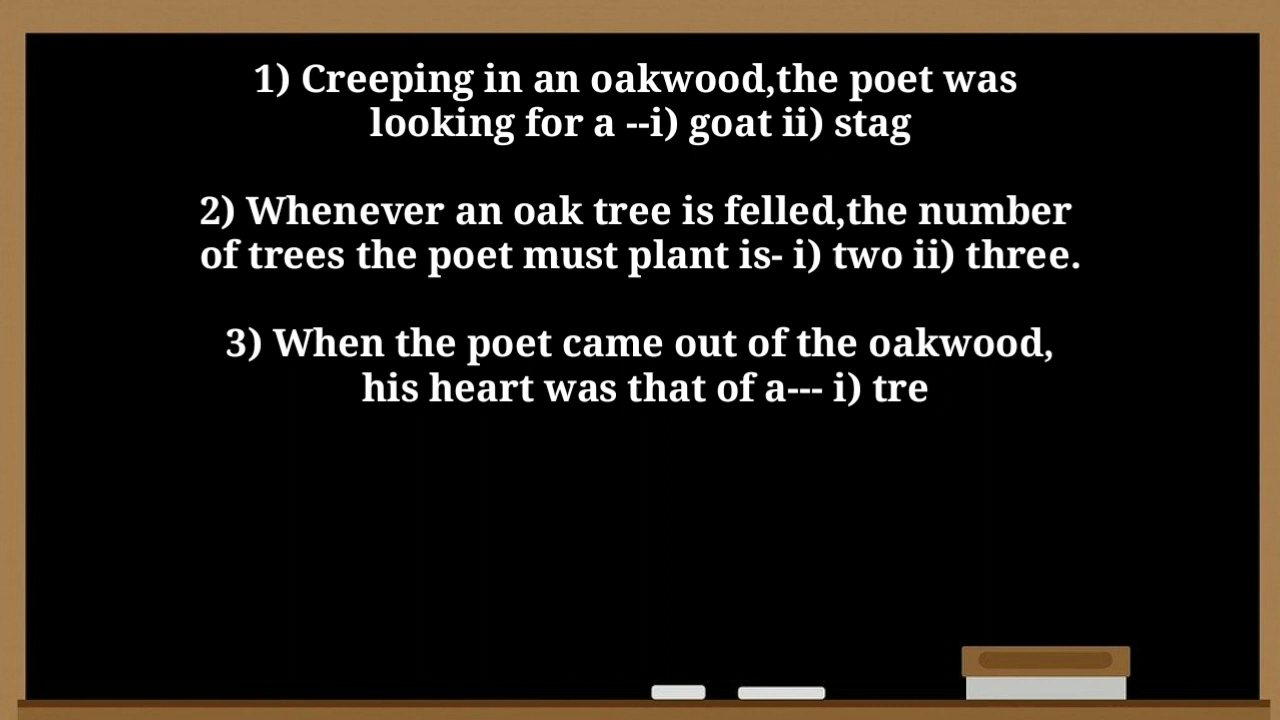 1) Creeping in an oakwood,the poet was
looking for a --i) goat ii) stag
2) Whenever an oak tree is felled,the number
of trees the poet must plant is- i) two ii) three.
3) When the poet came out of the oakwood,
his heart was that of a--- i) tre